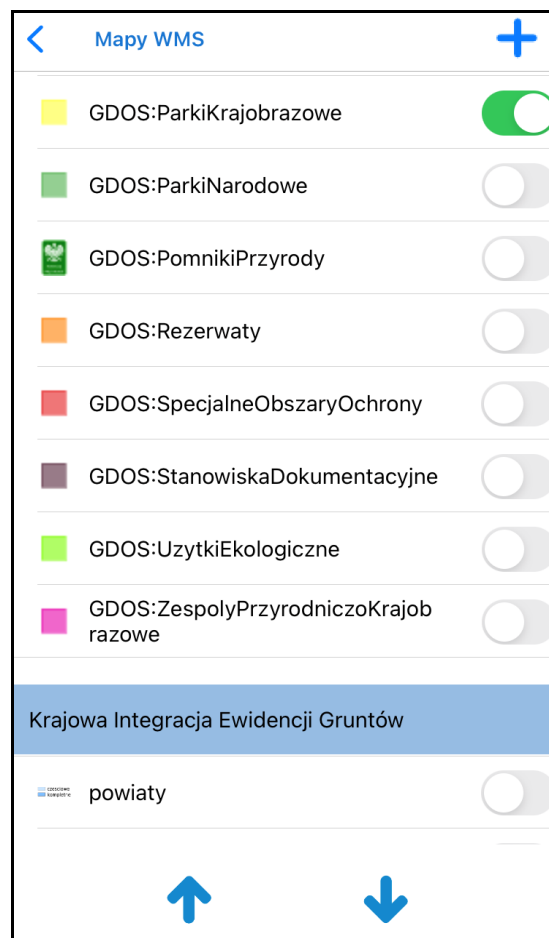 Mapy WMS
GDOS:ParkiKrajobrazowe
GDOS:ParkiNarodowe
GDOS:PomnikiPrzyrody
GDOS:Rezerwaty
GDOS:SpecjalneObszaryOchrony
GDOS:StanowiskaDokumentacyjne
GDOS:UzytkiEkologiczne
GDOS:ZespolyPrzyrodniczoKrajob
razowe
Krajowa Integracja Ewidencji Gruntów
powiaty